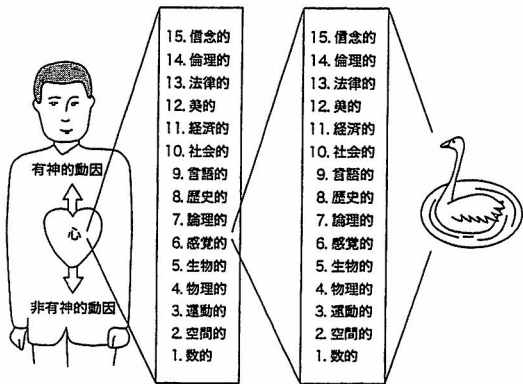 有神的動因
心
非有神的動因
15. 信念的
14. 倫理的
13. 法律的
12. 美的
11. 経済的
10. 社会的
9. 言語的
8. 歴史的
7. 論理的
6. 感覚的
5. 生物的
4. 物理的
3. 運動的
2. 空間的
1. 数的
15. 信念的
14. 倫理的
13. 法律的
12. 美的
11. 経済的
10. 社会的
9. 言語的
8. 歴史的
7. 論理的
6. 感覚的
5. 生物的
4. 物理的
3. 運動的
2. 空間的
1. 数的